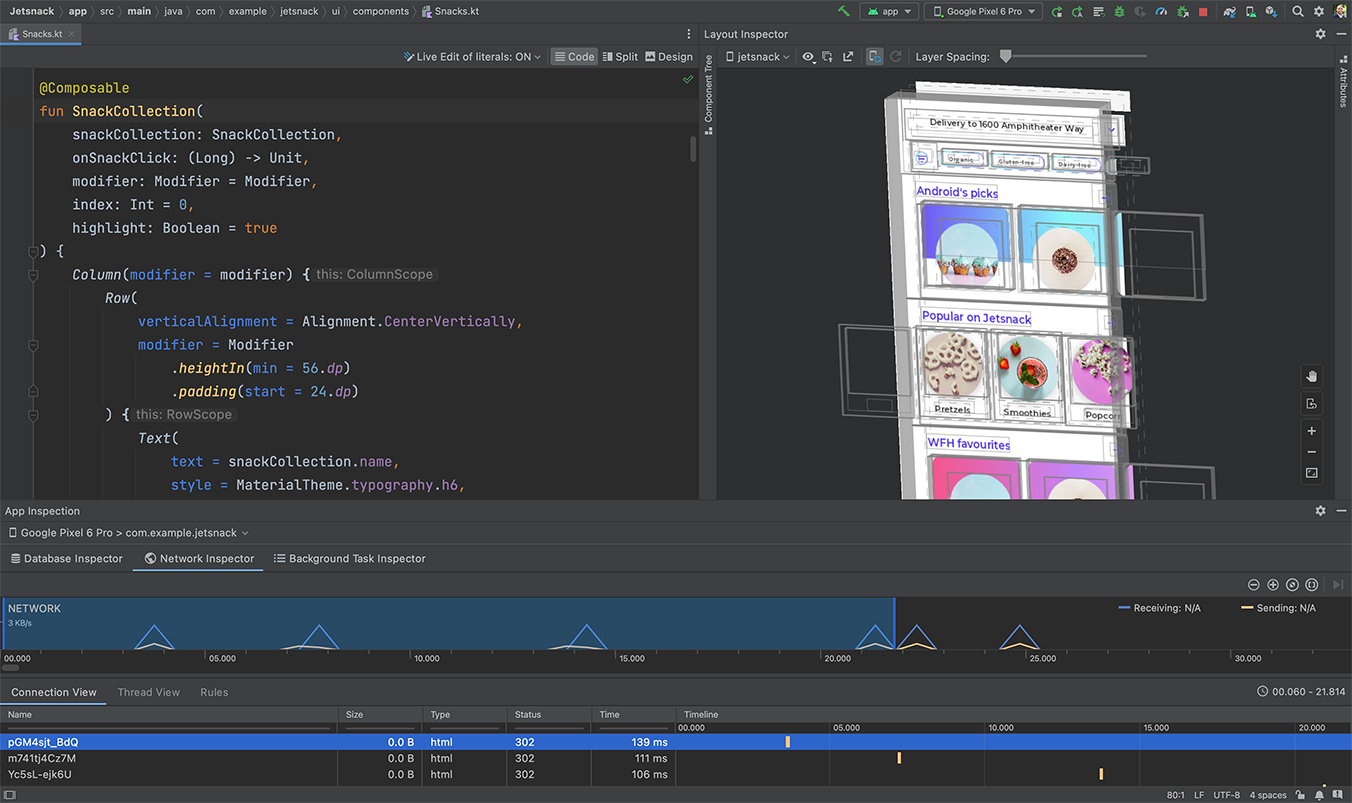 Jetsnack app src main java com example jetsnack ui components Snacks.kt
app Google Pixel 6 Pro
Snacks.kt
Layout Inspector
Live Edit of literals: ON Code Split Design
jetsnack Layer Spacing:
Component Tree
Attributes
@Composable
fun SnackCollection(
snackCollection: SnackCollection,
onSnackClick: (Long) -> Unit,
modifier: Modifier = Modifier,
index: Int = 0,
highlight: Boolean = true
) {
Column(modifier = modifier) { this: ColumnScope
Row(
verticalAlignment = Alignment.CenterVertically,
modifier = Modifier
.heightIn(min = 56.dp)
.padding(start = 24.dp)
) { this: RowScope
Text(
text = snackCollection.name,
style = MaterialTheme.typography.h6,
Delivery to 1600 Amphitheater Way
Organic Gluten-free Dairy-free
Android's picks
Popular on Jetsnack
Pretzels Smoothies Popcorn
WFH favourites
App Inspection
Google Pixel 6 Pro > com.example.jetsnack
Database Inspector Network Inspector Background Task Inspector
NETWORK
3 KB/s
Receiving: N/A Sending: N/A
00.000 05.000 10.000 15.000 20.000 25.000 30.000
Connection View Thread View Rules
00.060 - 21.814
Name Size Type Status Time Timeline
00.000 05.000 10.000 15.000 20.000
pGM4sjt_BdQ 0.0 B html 302 139 ms
m741tj4Cz7M 0.0 B html 302 111 ms
Yc5sL-ejk6U 0.0 B html 302 106 ms
80:1 LF UTF-8 4 spaces